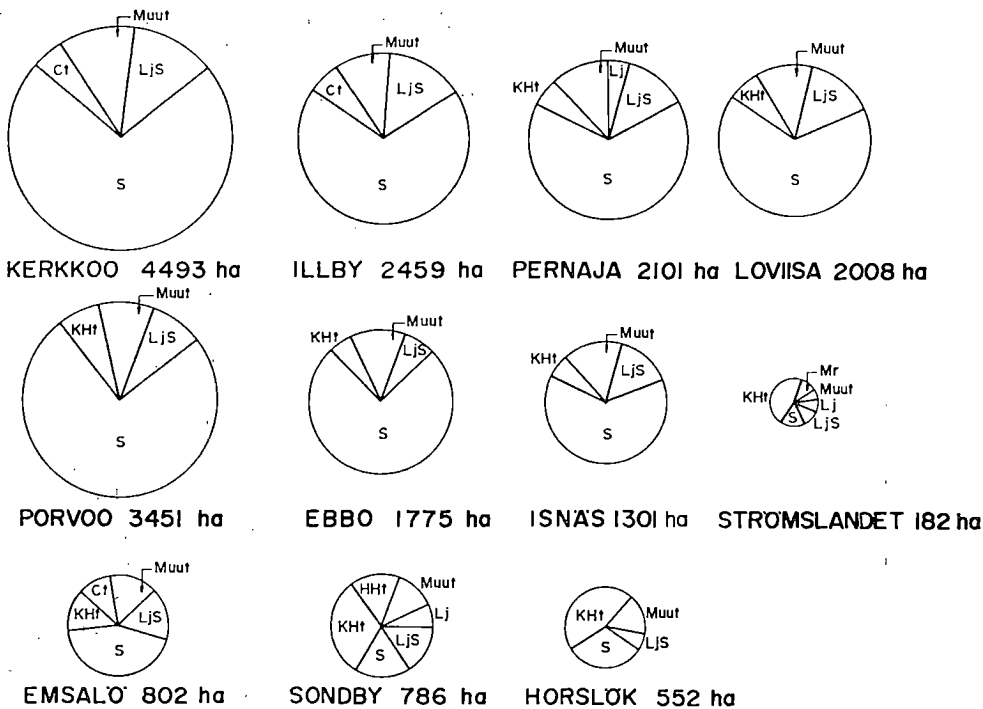 Muut
Ct LjS
S
KERKKOO 4493 ha
Muut
Ct LjS
S
ILLBY 2459 ha
Muut
KHt Lj
LjS
S
PERNAJA 2101 ha
Muut
KHt LjS
S
LOVIISA 2008 ha
Muut
KHt LjS
S
PORVOO 3451 ha
Muut
KHt LjS
S
EBBO 1775 ha
Muut
KHt LjS
S
ISNÄS 1301 ha
Mr
KHt Muut
Lj
S LjS
STRÖMSLANDET 182 ha
Muut
Ct
KHt LjS
S
EMSALÖ 802 ha
HHt Muut
KHt Lj
LjS
S
SONDBY 786 ha
KHt Muut
S LjS
HORSLÖK 552 ha